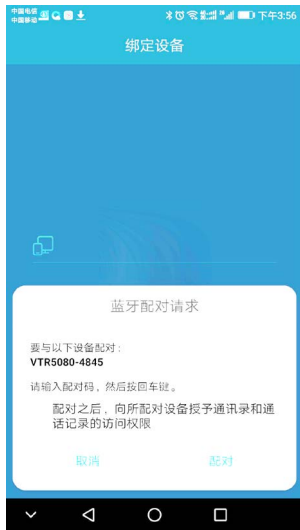 中国电信
中国移动
下午3:56
绑定设备
蓝牙配对请求
要与以下设备配对：
VTR5080-4845
请输入配对码，然后按回车键。
配对之后，向所配对设备授予通讯录和通
话记录的访问权限
取消
配对